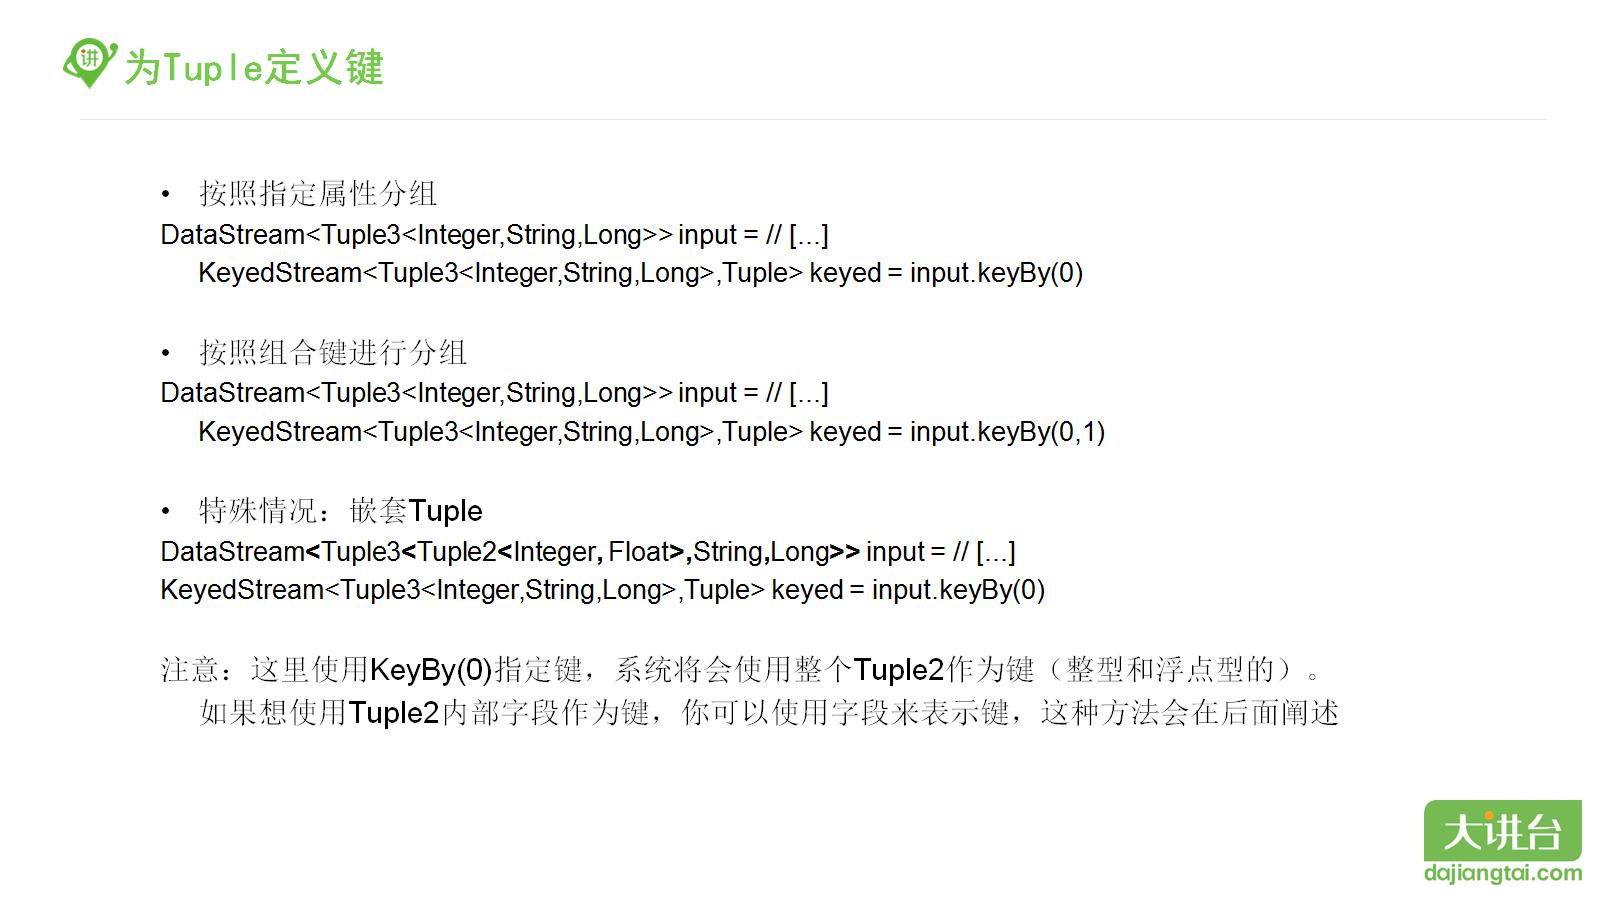 讲 为Tuple定义键
• 按照指定属性分组
DataStream<Tuple3<Integer,String,Long>> input = // [...]
KeyedStream<Tuple3<Integer,String,Long>,Tuple> keyed = input.keyBy(0)
• 按照组合键进行分组
DataStream<Tuple3<Integer,String,Long>> input = // [...]
KeyedStream<Tuple3<Integer,String,Long>,Tuple> keyed = input.keyBy(0,1)
• 特殊情况：嵌套Tuple
DataStream<Tuple3<Tuple2<Integer, Float>,String,Long>> input = // [...]
KeyedStream<Tuple3<Integer,String,Long>,Tuple> keyed = input.keyBy(0)
注意：这里使用KeyBy(0)指定键，系统将会使用整个Tuple2作为键（整型和浮点型的）。
如果想使用Tuple2内部字段作为键，你可以使用字段来表示键，这种方法会在后面阐述
大讲台
dajiangtai.com